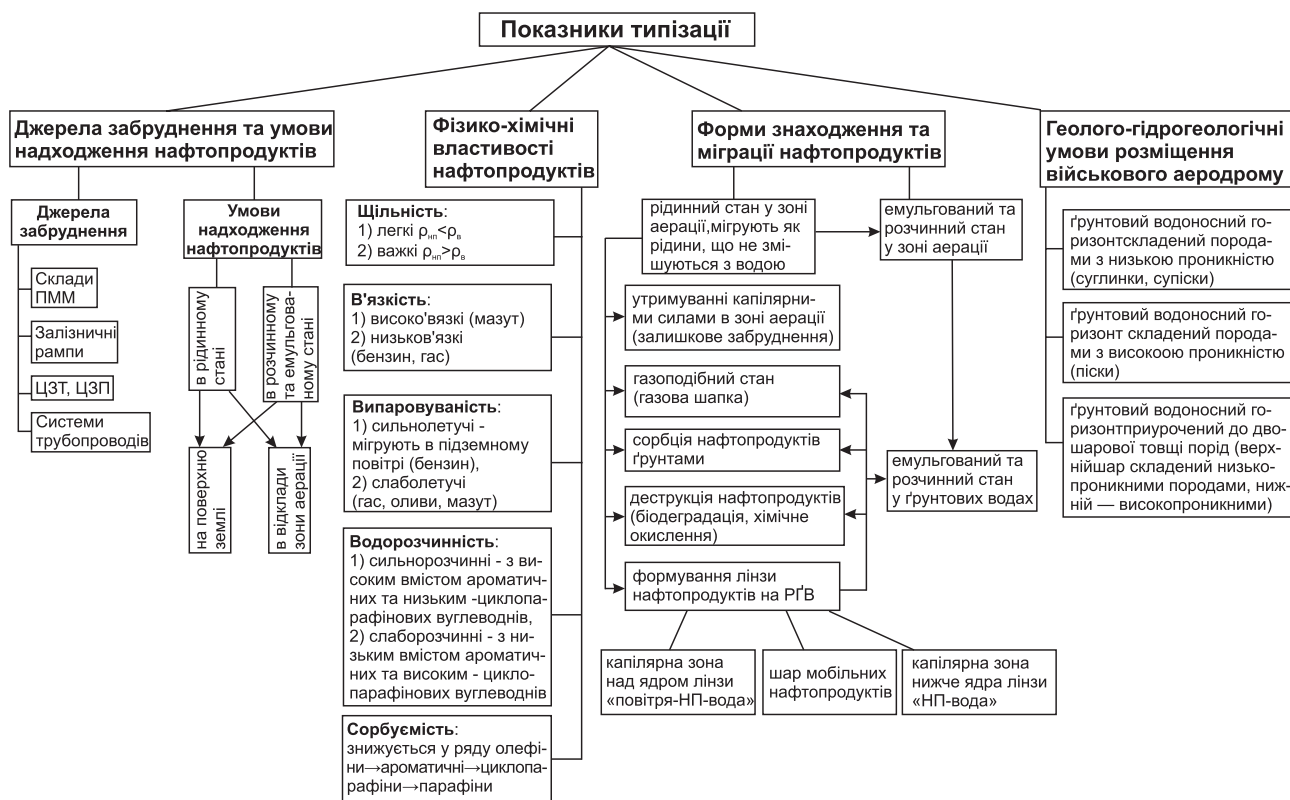 Показники типізації
Джерела забруднення та умови
надходження нафтопродуктів
Джерела
забруднення
Склади
ПММ
Залізничні
рампи
ЦЗТ, ЦЗП
Системи
трубопроводів
Умови
надходження
нафтопродуктів
в рідинному
стані
в розчинному
та емульгова-
ному стані
на поверхню
землі
в відклади
зони аерації
Фізико-хімічні
властивості
нафтопродуктів
Щільність:
1) легкі ρнп<ρв
2) важкі ρнп>ρв
В'язкість:
1) високо'вязкі (мазут)
2) низьков'язкі
(бензин, гас)
Випаровуваність:
1) сильнолетучі -
мігрують в підземному
повітрі (бензин),
2) слаболетучі
(гас, оливи, мазут)
Водорозчинність:
1) сильнорозчинні - з ви-
соким вмістом ароматич-
них та низьким -циклопа-
рафінових вуглеводнів,
2) слаборозчинні - з ни-
зьким вмістом ароматич-
них та високим - цикло-
парафінових вуглеводнів
Сорбуємість:
знижується у ряду олефі-
ни→ароматичні→циклопа-
рафіни→парафіни
Форми знаходження та
міграції нафтопродуктів
рідинний стан у зоні
аерації,мігрують як
рідини, що не змі-
шуються з водою
емульгований та
розчинний стан
у зоні аерації
утримуванні капілярни-
ми силами в зоні аерації
(залишкове забруднення)
газоподібний стан
(газова шапка)
сорбція нафтопродуктів
ґрунтами
деструкція нафтопродуктів
(біодеградація, хімічне
окислення)
формування лінзи
нафтопродуктів на РҐВ
емульгований та
розчинний стан
у ґрунтових водах
капілярна зона
над ядром лінзи
«повітря-НП-вода»
шар мобільних
нафтопродуктів
капілярна зона
нижче ядра лінзи
«НП-вода»
Геолого-гідрогеологічні
умови розміщення
військового аеродрому
ґрунтовий водоносний го-
ризонтскладений порода-
ми з низькою проникністю
(суглинки, супіски)
ґрунтовий водоносний го-
ризонт складений порода-
ми з високоою проникністю
(піски)
ґрунтовий водоносний го-
ризонтприурочений до дво-
шарової товщі порід (верх-
нійшар складений низько-
проникними породами, ниж-
ній — високопроникними)